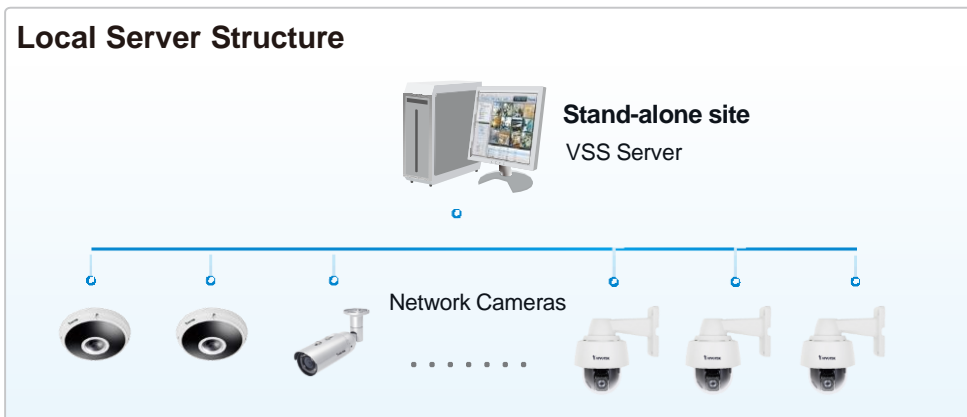 Local Server Structure
Stand-alone site
VSS Server
Network Cameras